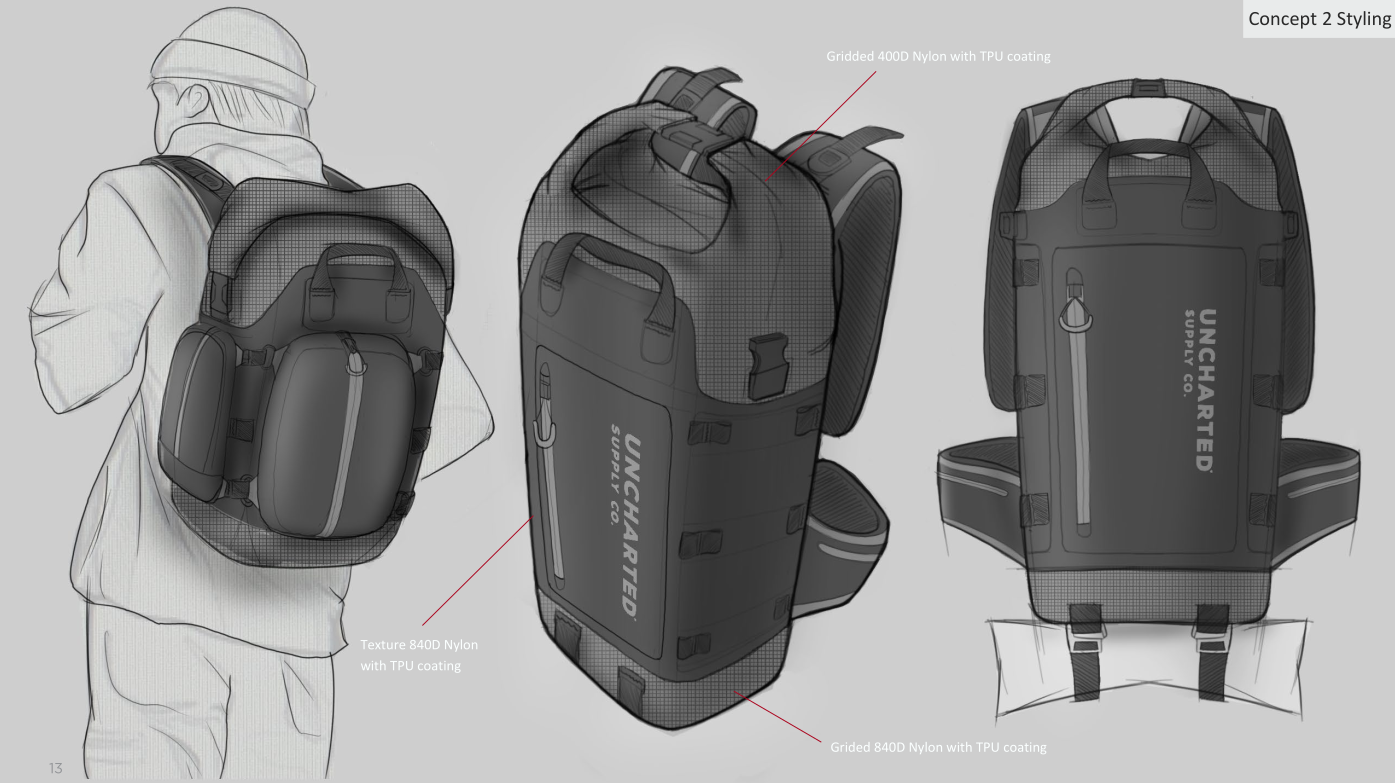 Concept 2 Styling
Gridded 400D Nylon with TPU coating
UNCHARTED
SUPPLY CO.
UNCHARTED
SUPPLY CO.
Texture 840D Nylon
with TPU coating
Grided 840D Nylon with TPU coating
13